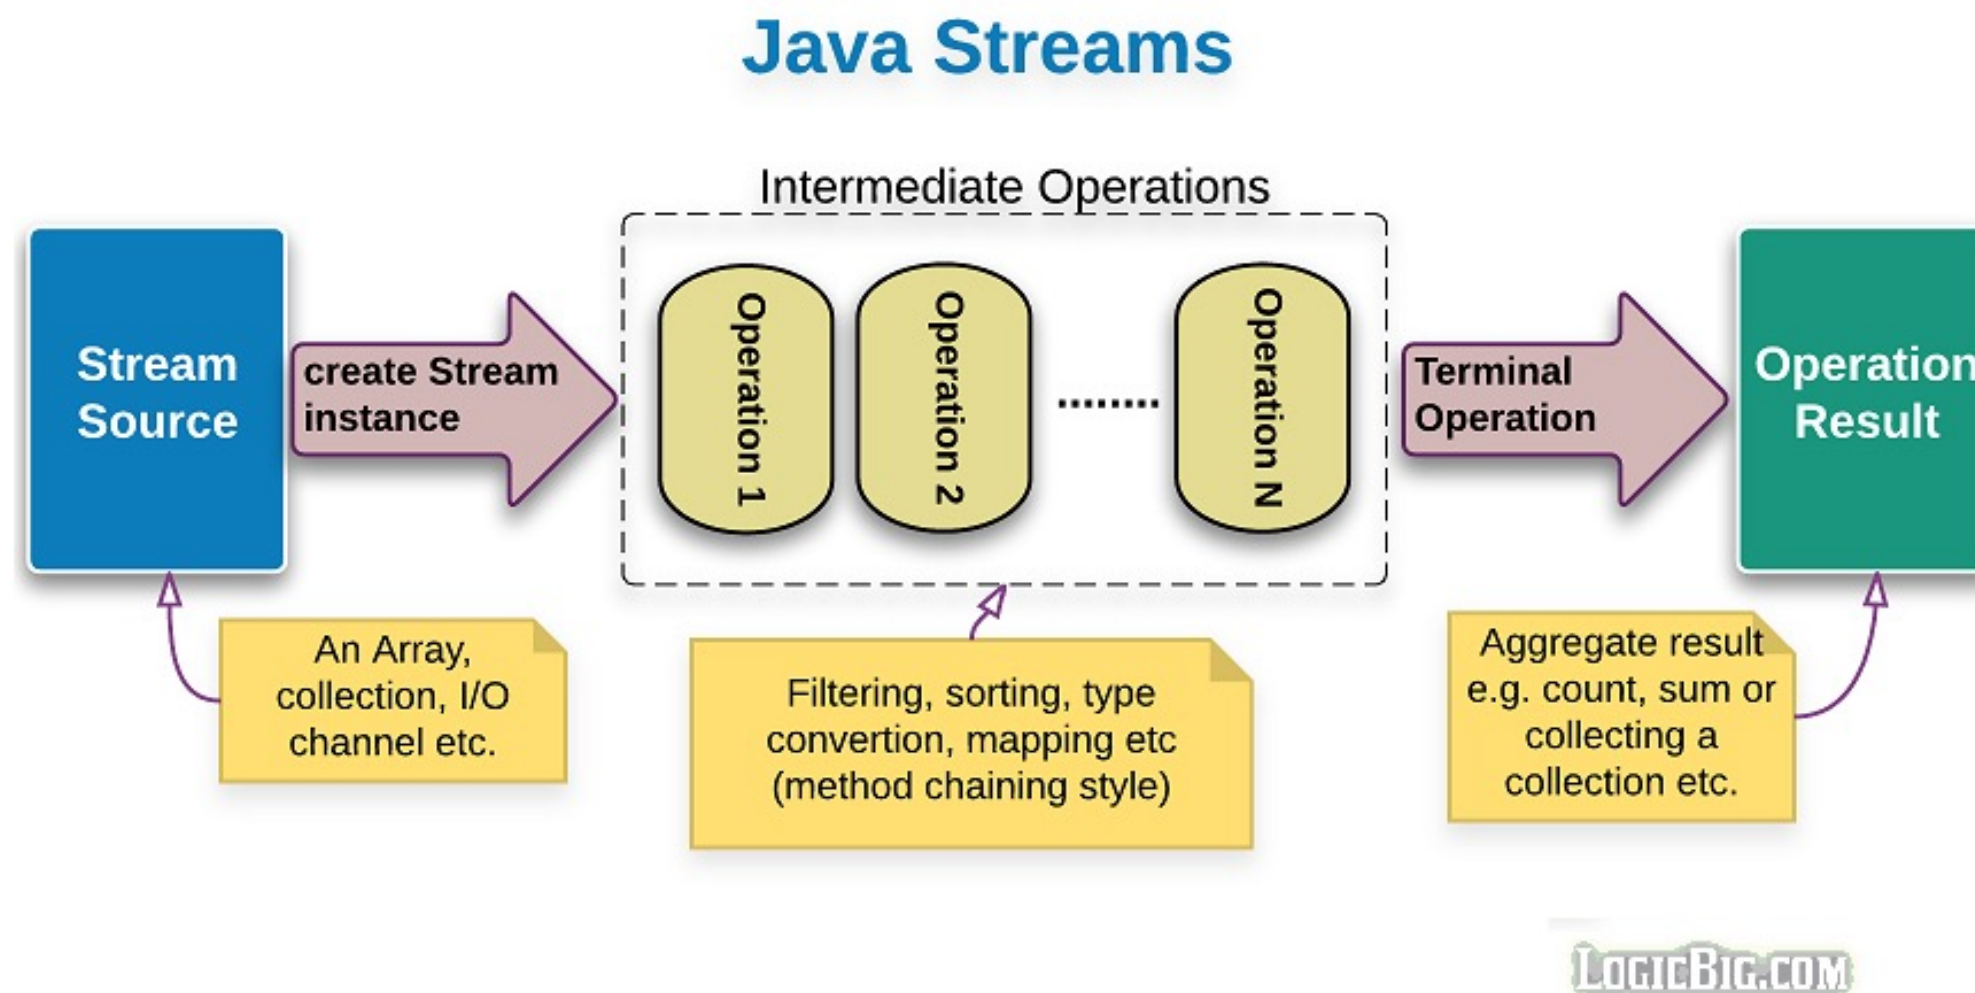 Java Streams
Intermediate Operations
Stream
Source
create Stream
instance
Operation 1
Operation 2
........
Operation N
Terminal
Operation
Operation
Result
An Array,
collection, I/O
channel etc.
Filtering, sorting, type
convertion, mapping etc
(method chaining style)
Aggregate result
e.g. count, sum or
collecting a
collection etc.
LOGICBIG.COM